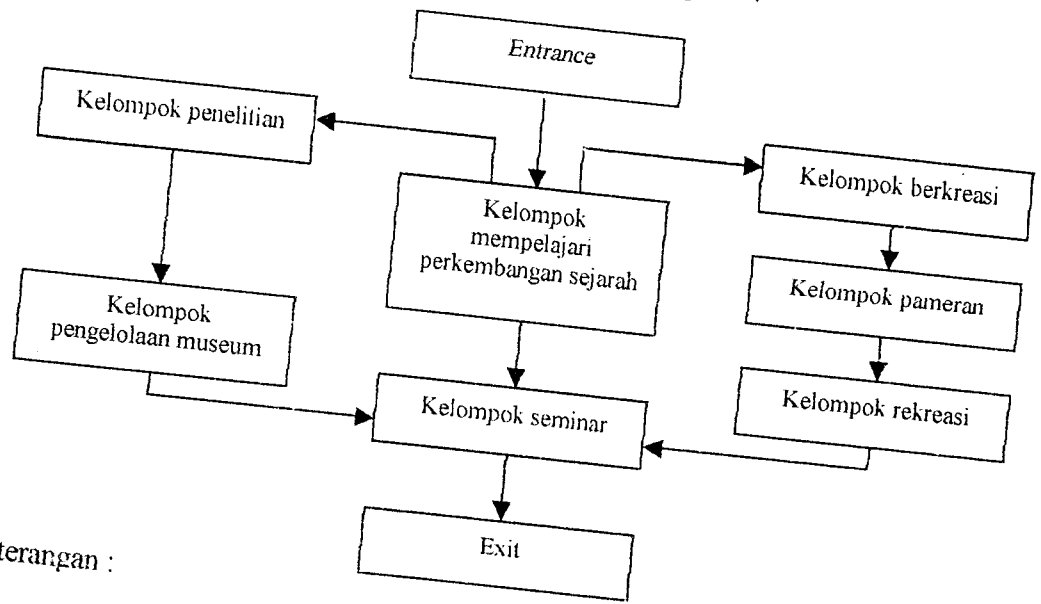 Entrance
Kelompok penelitian
Kelompok
mempelajari
perkembangan sejarah
Kelompok berkreasi
Kelompok pameran
Kelompok
pengelolaan museum
Kelompok rekreasi
Kelompok seminar
Exit
terangan :